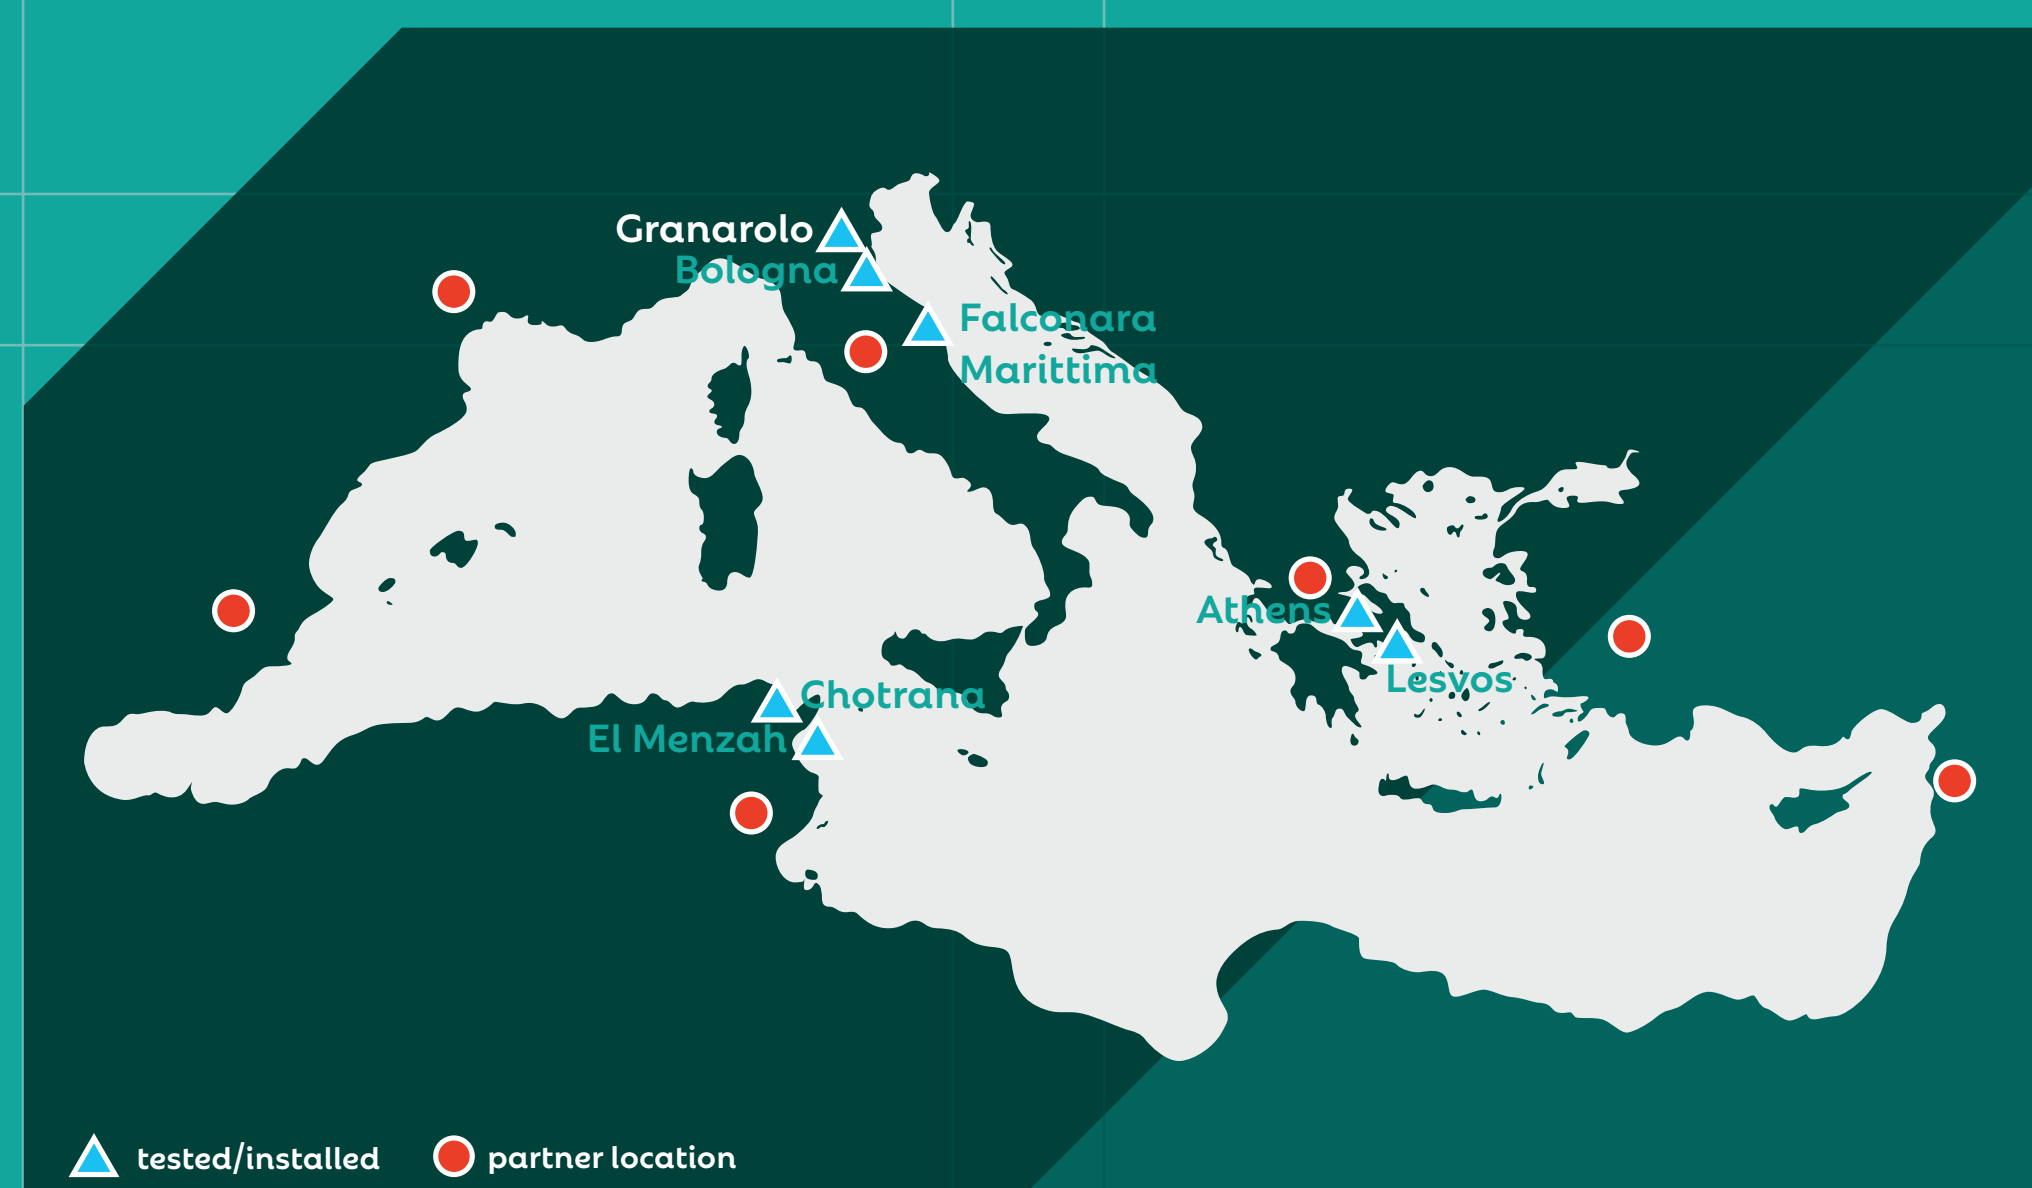 Granarolo
Bologna
Falconara
Marittima
Athens
Lesvos
Chotrana
El Menzah
tested/installed
partner location